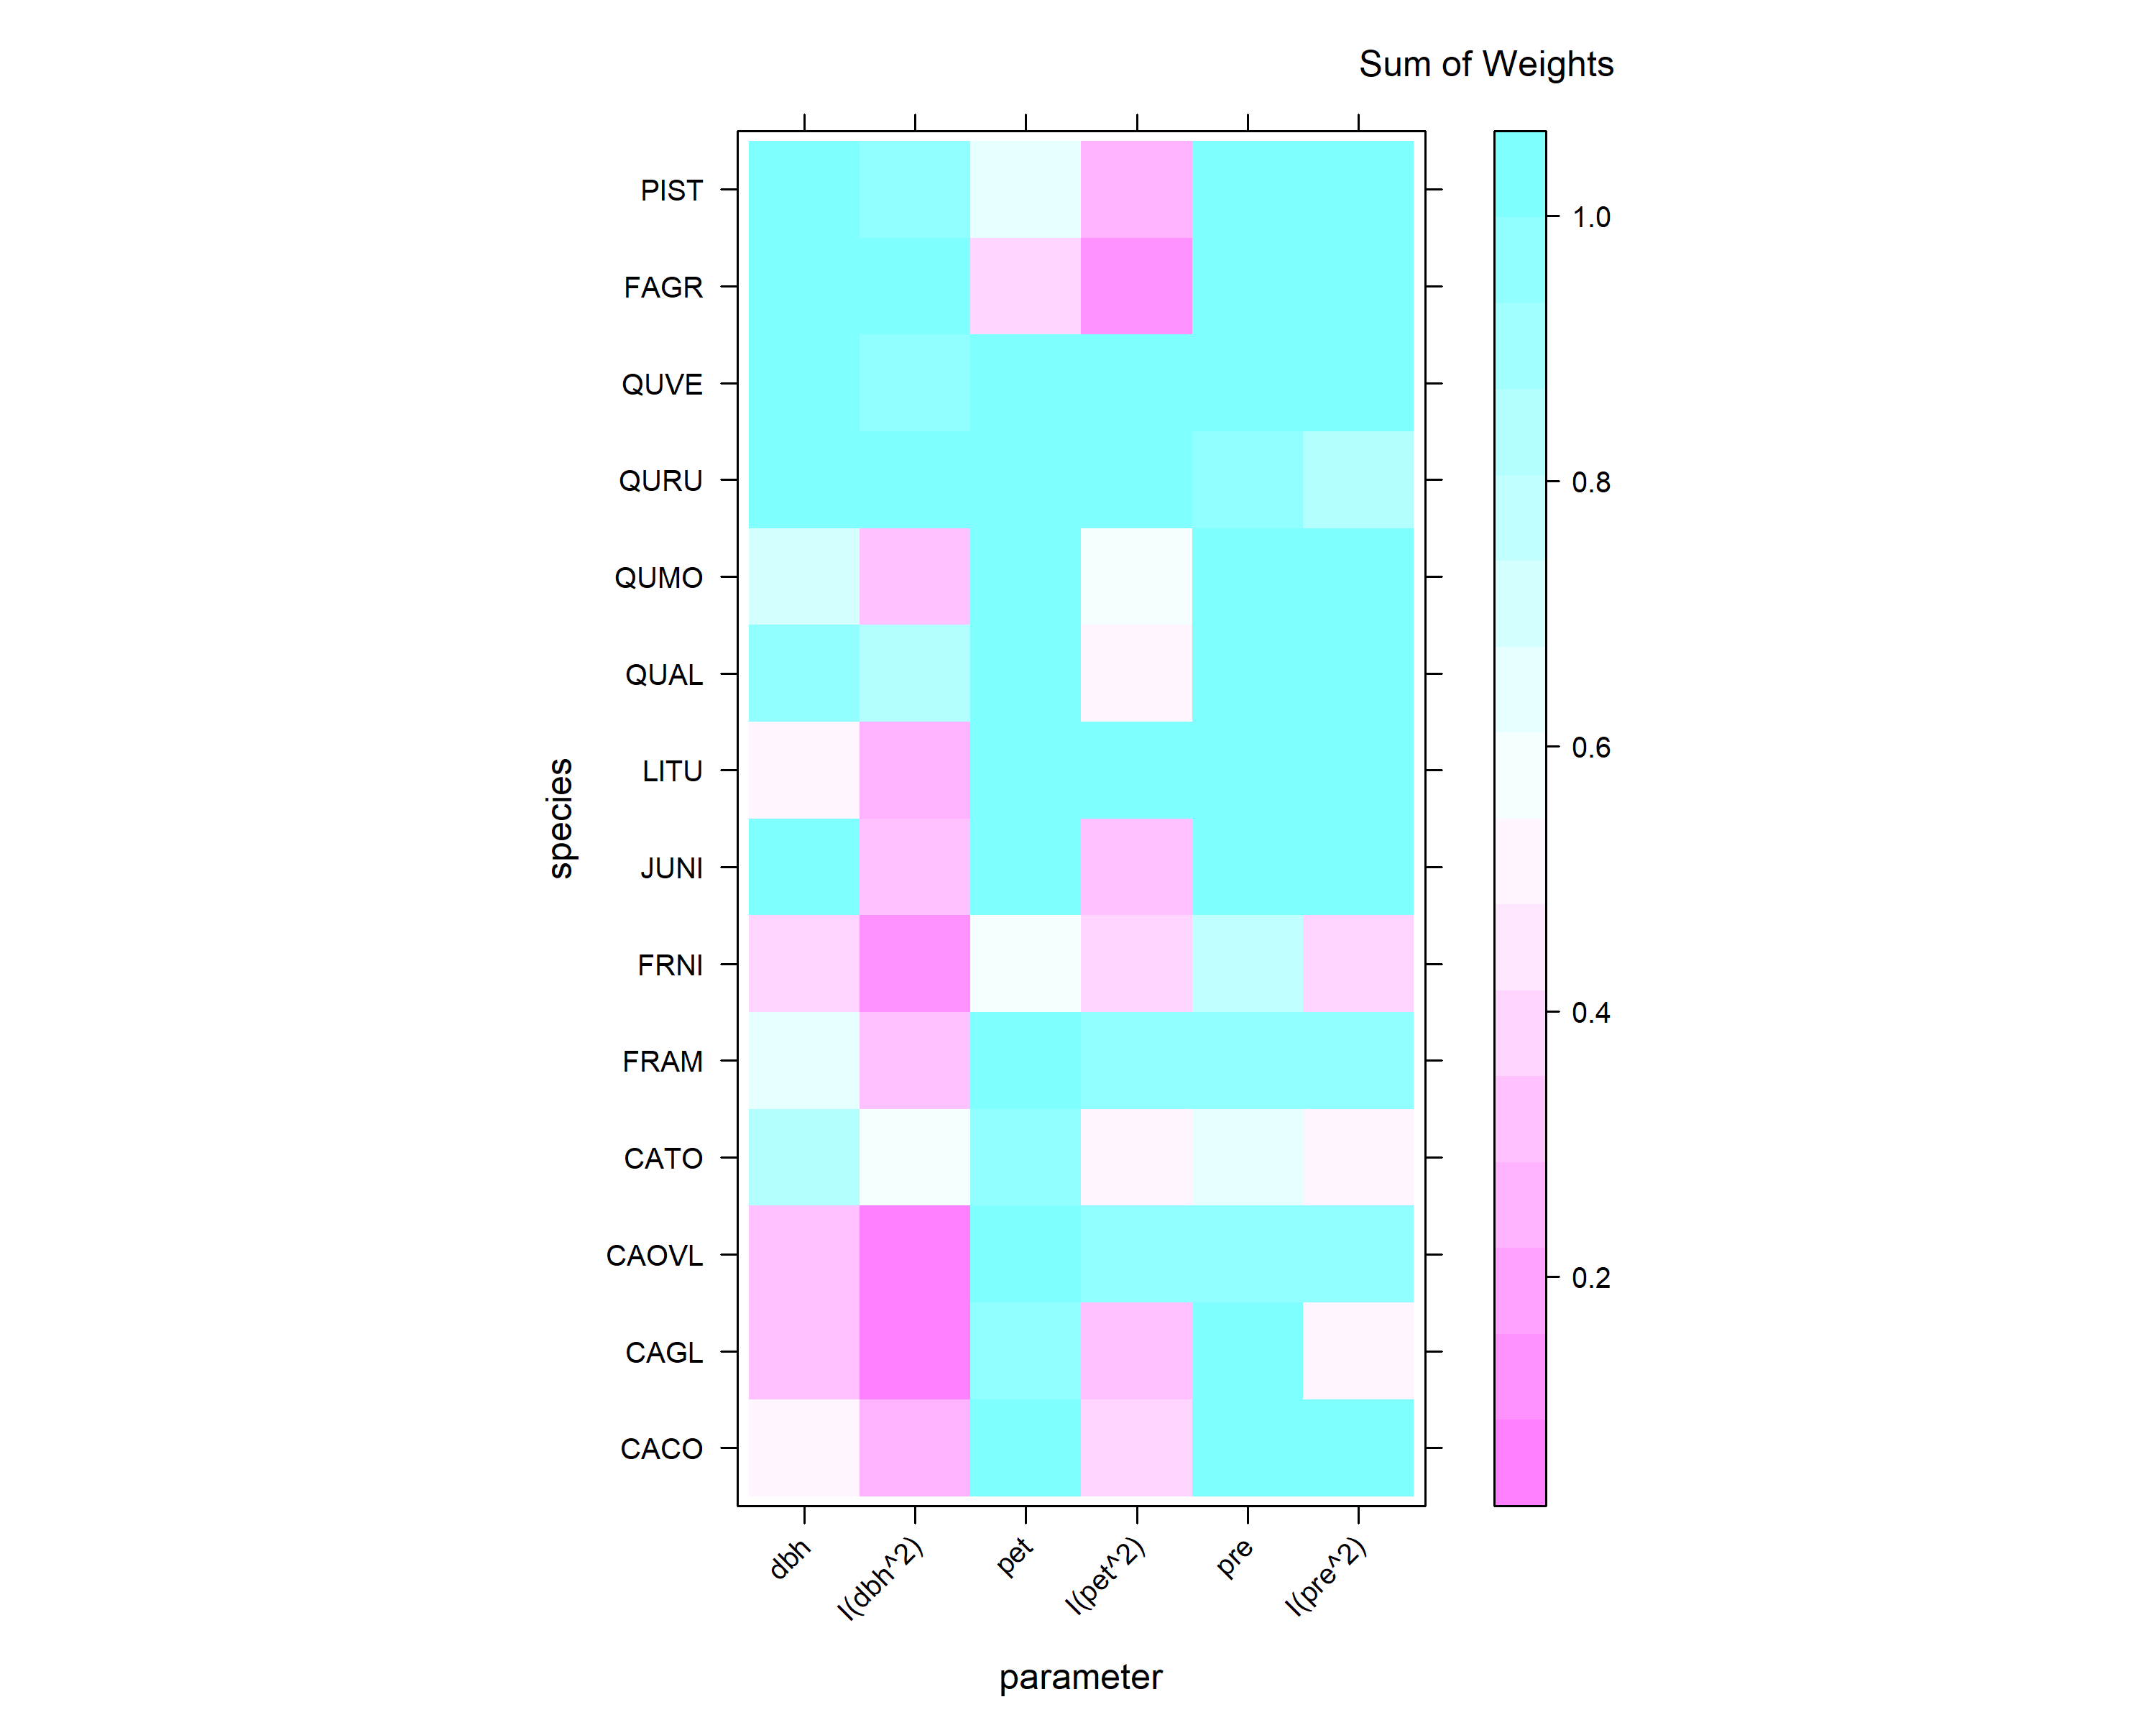 Sum of Weights
PIST
FAGR
QUVE
QURU
QUMO
QUAL
LITU
JUNI
FRNI
FRAM
CATO
CAOVL
CAGL
CACO
species
1.0
0.8
0.6
0.4
0.2
dbh
I(dbh^2)
pet
I(pet^2)
pre
I(pre^2)
parameter